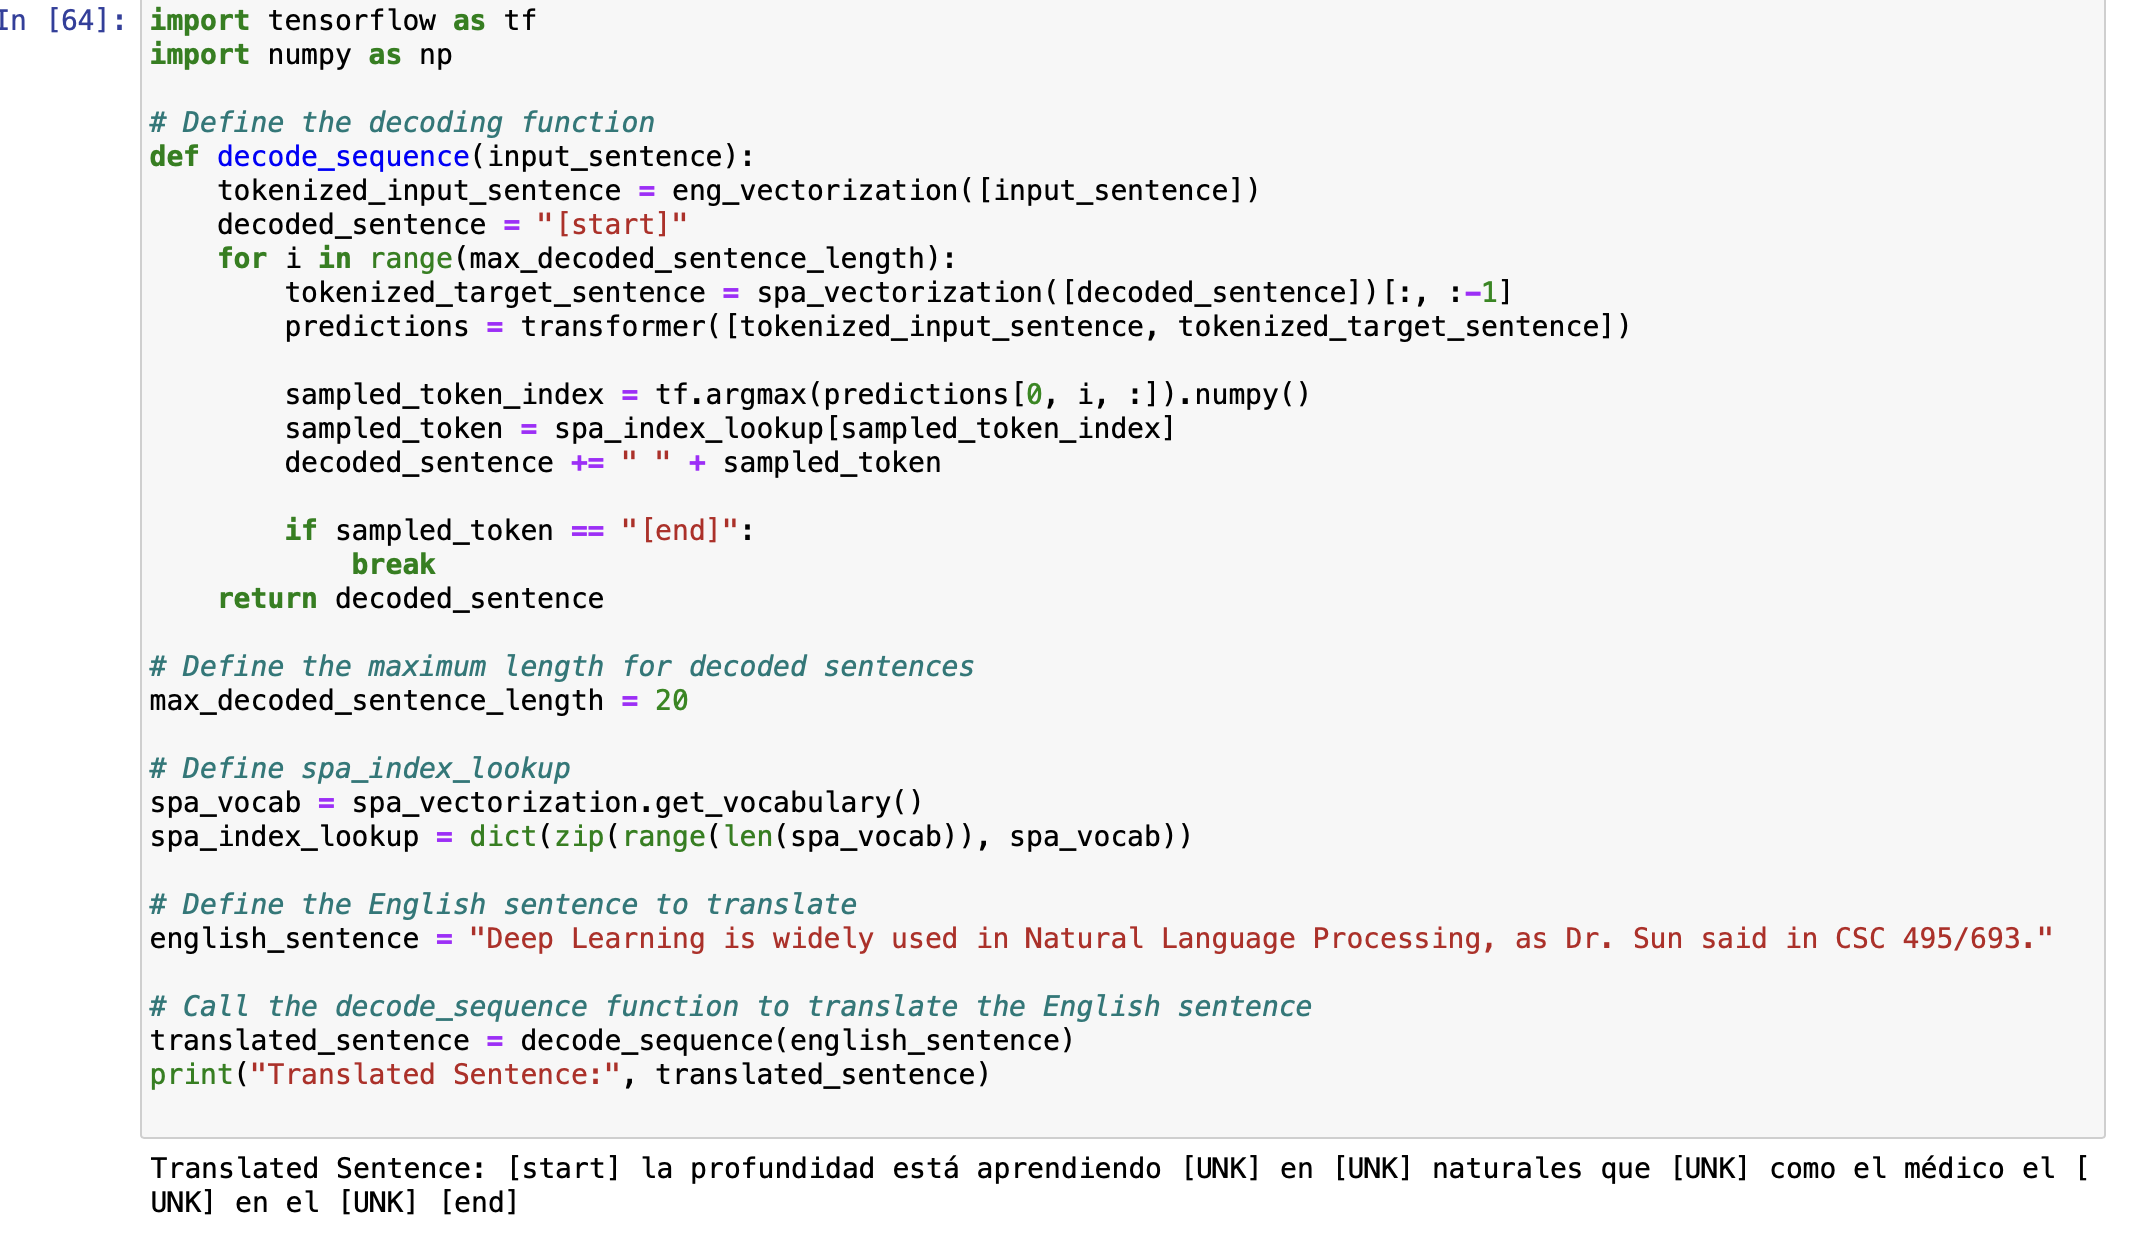 In [64]:
import tensorflow as tf
import numpy as np
# Define the decoding function
def decode_sequence(input_sentence):
    tokenized_input_sentence = eng_vectorization([input_sentence])
    decoded_sentence = "[start]"
    for i in range(max_decoded_sentence_length):
        tokenized_target_sentence = spa_vectorization([decoded_sentence])[:, :-1]
        predictions = transformer([tokenized_input_sentence, tokenized_target_sentence])
        sampled_token_index = tf.argmax(predictions[0, i, :]).numpy()
        sampled_token = spa_index_lookup[sampled_token_index]
        decoded_sentence += " " + sampled_token
        if sampled_token == "[end]":
            break
    return decoded_sentence
# Define the maximum length for decoded sentences
max_decoded_sentence_length = 20
# Define spa_index_lookup
spa_vocab = spa_vectorization.get_vocabulary()
spa_index_lookup = dict(zip(range(len(spa_vocab)), spa_vocab))
# Define the English sentence to translate
english_sentence = "Deep Learning is widely used in Natural Language Processing, as Dr. Sun said in CSC 495/693."
# Call the decode_sequence function to translate the English sentence
translated_sentence = decode_sequence(english_sentence)
print("Translated Sentence:", translated_sentence)
Translated Sentence: [start] la profundidad está aprendiendo [UNK] en [UNK] naturales que [UNK] como el médico el [
UNK] en el [UNK] [end]